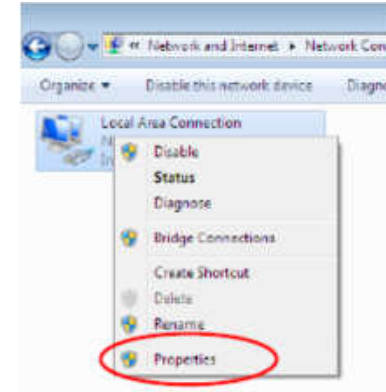 « Network and Internet ▸ Network Con
Organize ▾ Disable this network device Diagno
Local Area Connection
Disable
Status
Diagnose
Bridge Connections
Create Shortcut
Delete
Rename
Properties